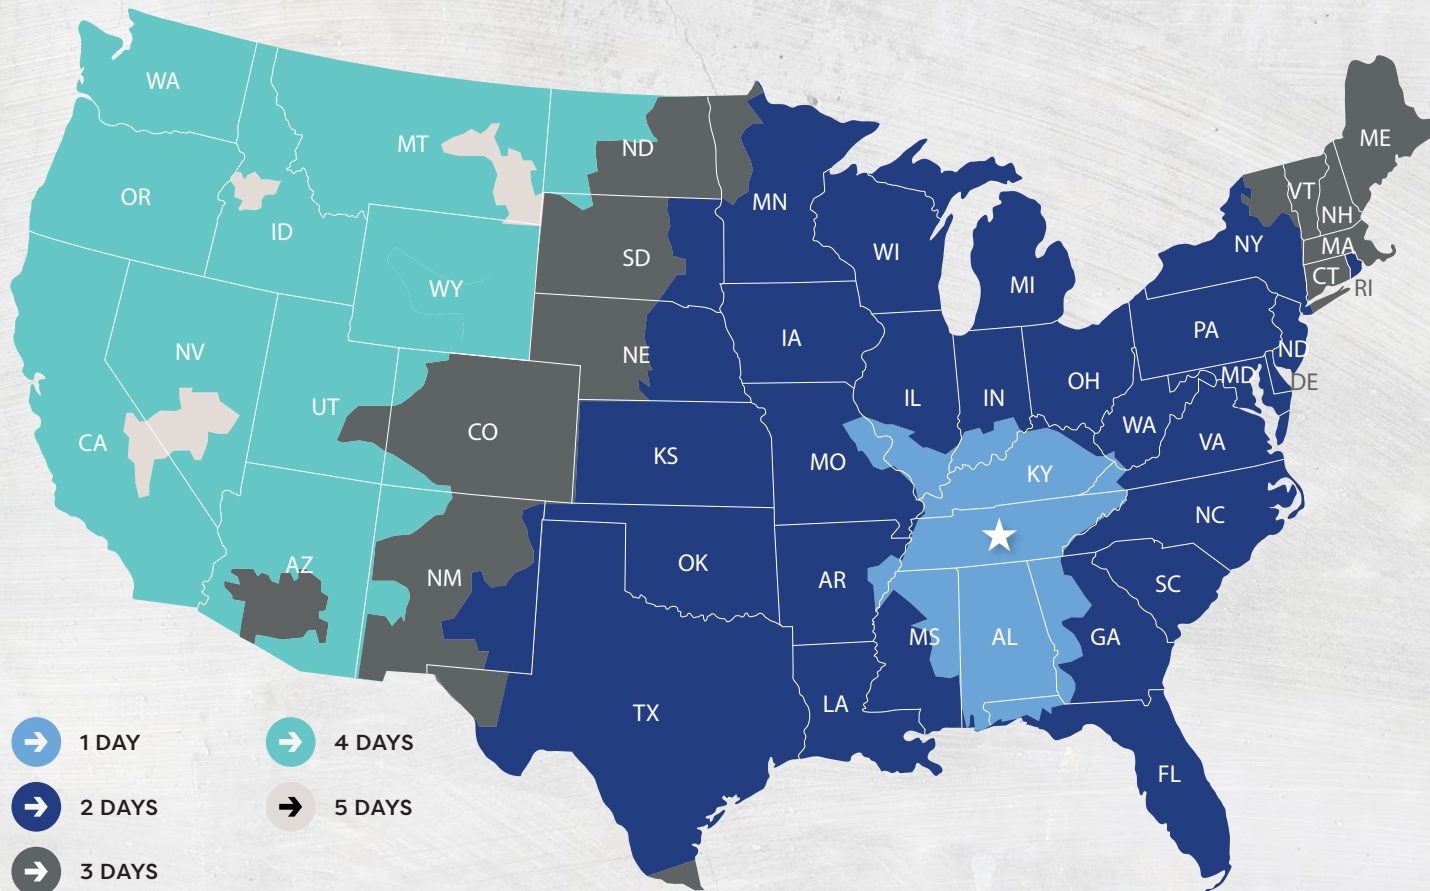 WA
MT
ND
ME
OR
ID
MN
VT
NH
WI
NY
MA
SD
CT
RI
WY
MI
NV
NE
IA
PA
ND
UT
IL
IN
OH
MD
DE
CA
CO
KS
MO
KY
WA
VA
AZ
NM
OK
AR
NC
SC
MS
AL
GA
TX
LA
FL
1 DAY
4 DAYS
2 DAYS
5 DAYS
3 DAYS